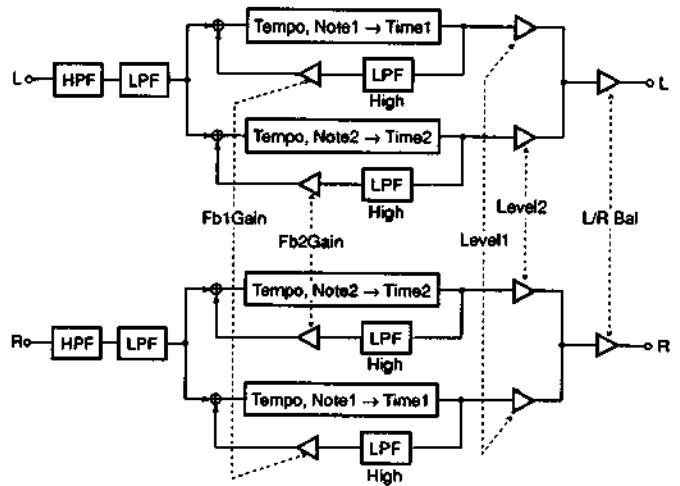 Tempo, Note1 → Time1
L HPF LPF LPF L
High
Tempo, Note2 → Time2
LPF
High
Fb1Gain Fb2Gain Level1 Level2 L/R Bal
Tempo, Note2 → Time2
R HPF LPF LPF R
High
Tempo, Note1 → Time1
LPF
High